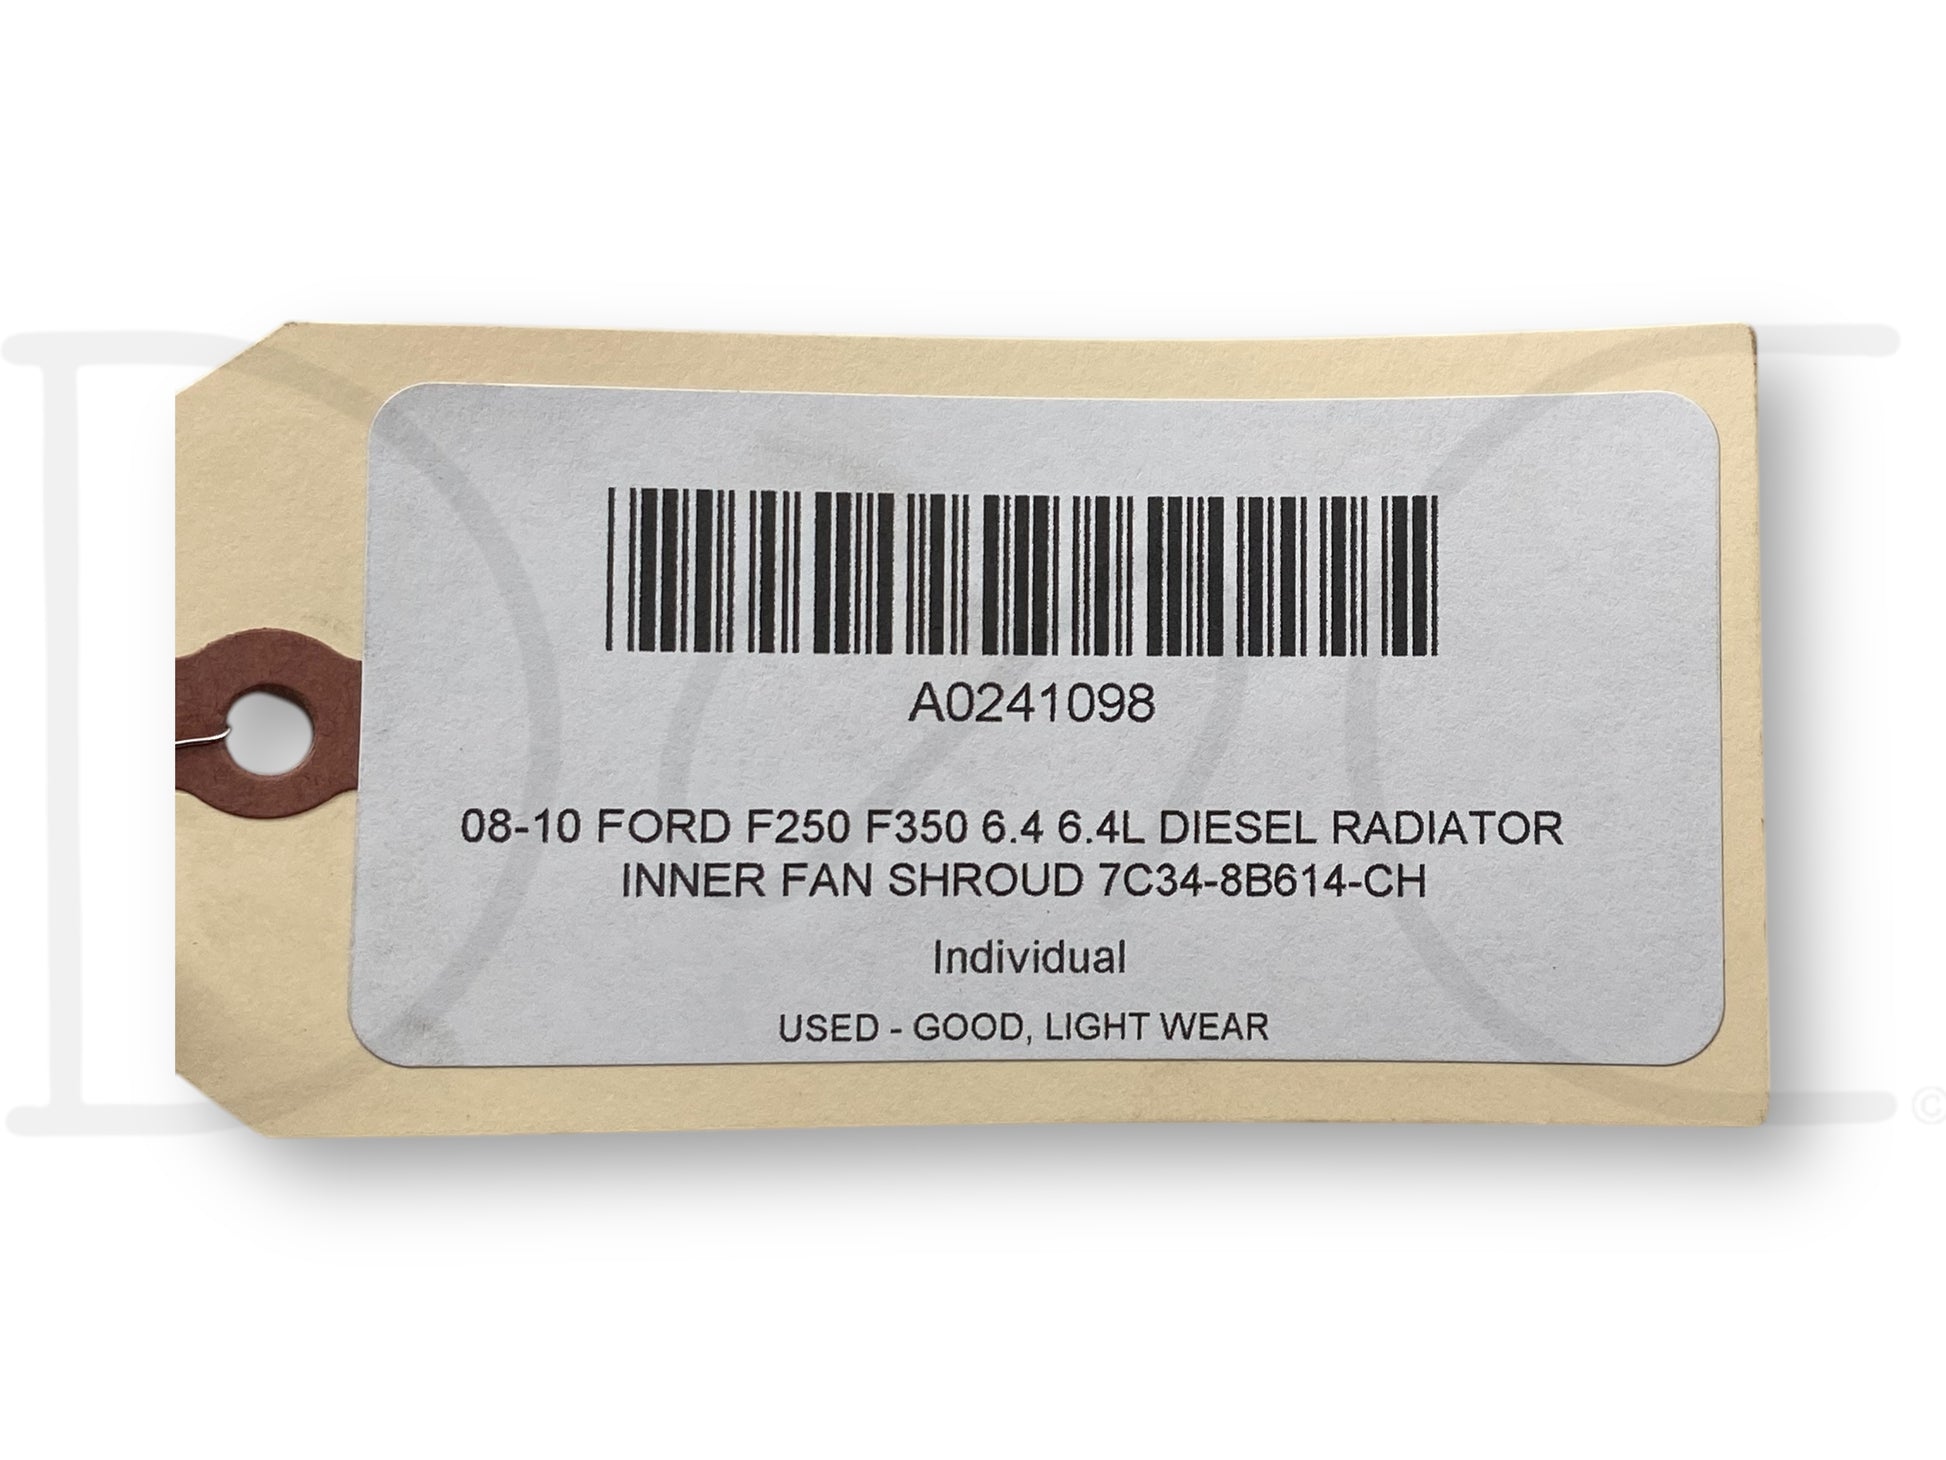 A0241098
08-10 FORD F250 F350 6.4 6.4L DIESEL RADIATOR
INNER FAN SHROUD 7C34-8B614-CH
Individual
USED - GOOD, LIGHT WEAR
©